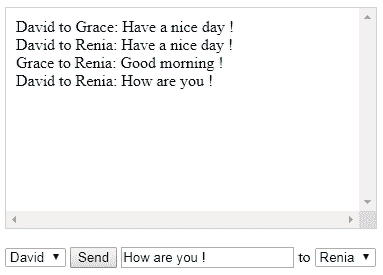 David to Grace: Have a nice day !
David to Renia: Have a nice day !
Grace to Renia: Good morning !
David to Renia: How are you !
David Send How are you ! to Renia